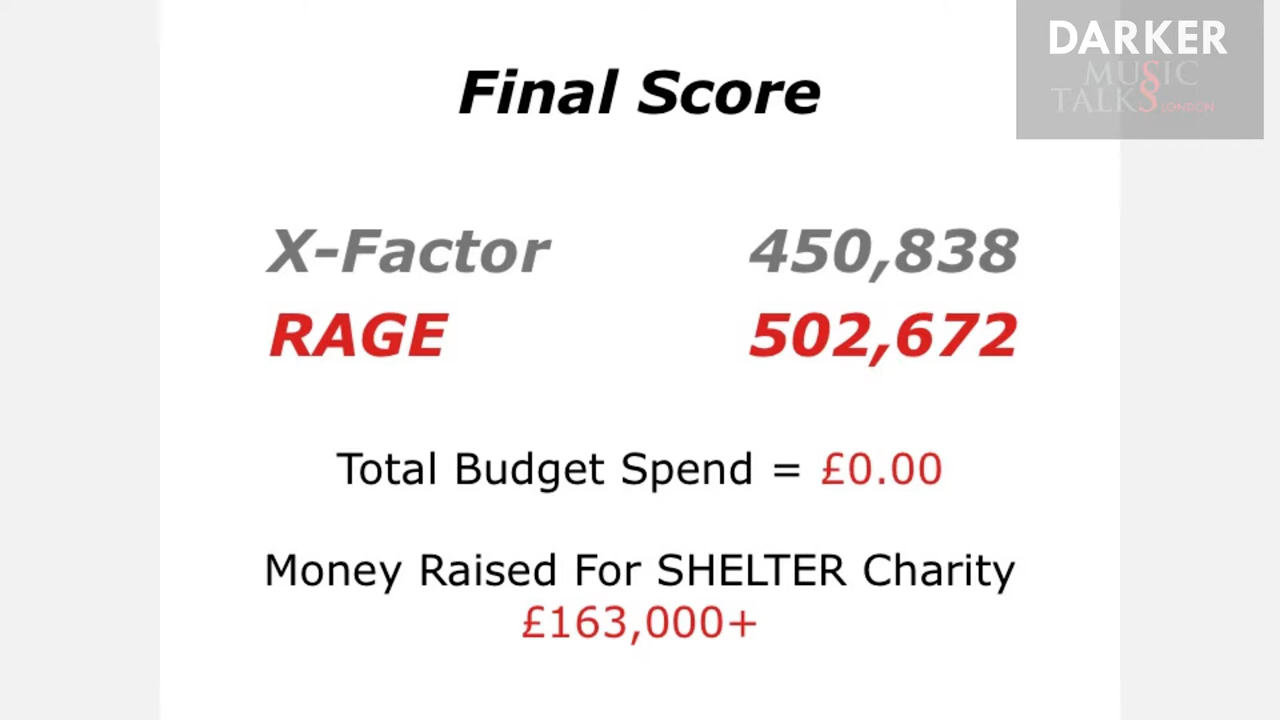 DARKER
MUSIC
TALKS LONDON
Final Score
X-Factor 450,838
RAGE 502,672
Total Budget Spend = £0.00
Money Raised For SHELTER Charity
£163,000+